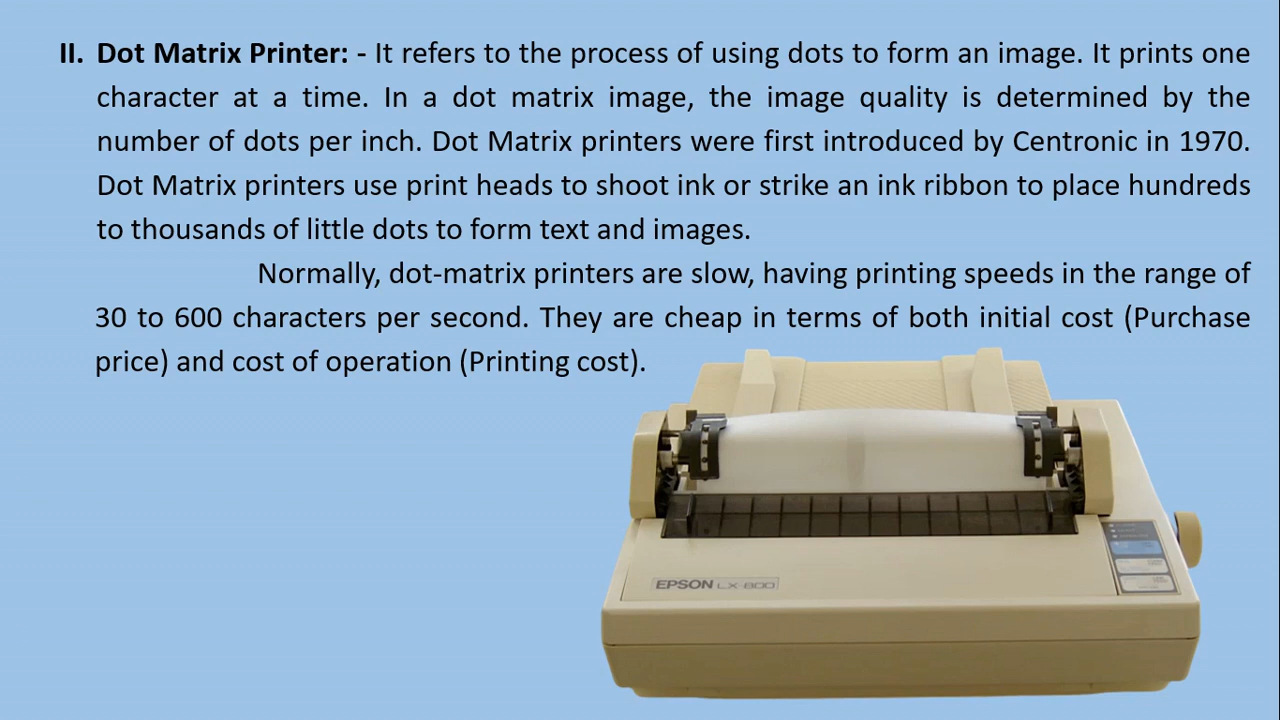 II. Dot Matrix Printer: - It refers to the process of using dots to form an image. It prints one
character at a time. In a dot matrix image, the image quality is determined by the
number of dots per inch. Dot Matrix printers were first introduced by Centronic in 1970.
Dot Matrix printers use print heads to shoot ink or strike an ink ribbon to place hundreds
to thousands of little dots to form text and images.
Normally, dot-matrix printers are slow, having printing speeds in the range of
30 to 600 characters per second. They are cheap in terms of both initial cost (Purchase
price) and cost of operation (Printing cost).
EPSON LX-800